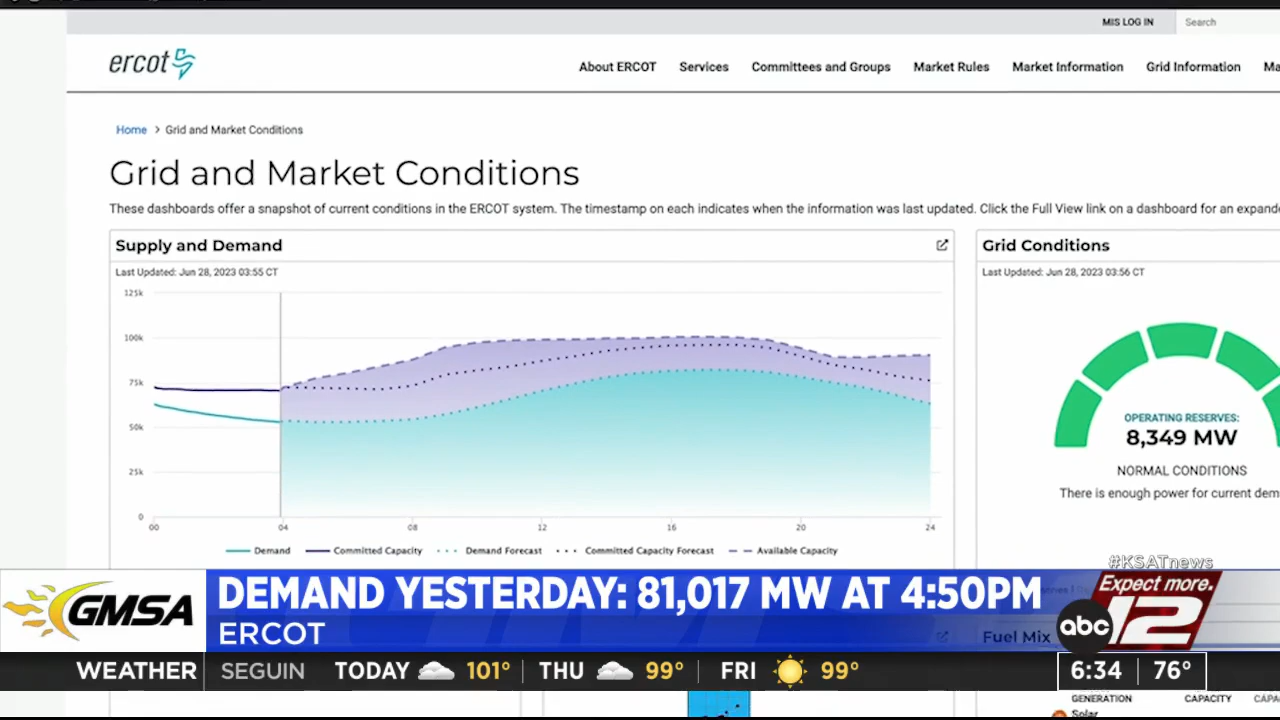 MIS LOG IN
Search
ercot
About ERCOT
Services
Committees and Groups
Market Rules
Market Information
Grid Information
Ma
Home > Grid and Market Conditions
Grid and Market Conditions
These dashboards offer a snapshot of current conditions in the ERCOT system. The timestamp on each indicates when the information was last updated. Click the Full View link on a dashboard for an expande
Supply and Demand
Last Updated: Jun 28, 2023 03:55 CT
125k
100k
75k
50k
25k
0
00
04
08
12
16
20
24
Demand
Committed Capacity
Demand Forecast
Committed Capacity Forecast
Available Capacity
Grid Conditions
Last Updated: Jun 28, 2023 03:56 CT
OPERATING RESERVES:
8,349 MW
NORMAL CONDITIONS
There is enough power for current dem
#KSATnews
GMSA
DEMAND YESTERDAY: 81,017 MW AT 4:50PM
ERCOT
Expect more.
abc 12
Fuel Mix
WEATHER
SEGUIN
TODAY 101°
THU 99°
FRI 99°
6:34
76°
GENERATION
CAPACITY
CAPA
Solar